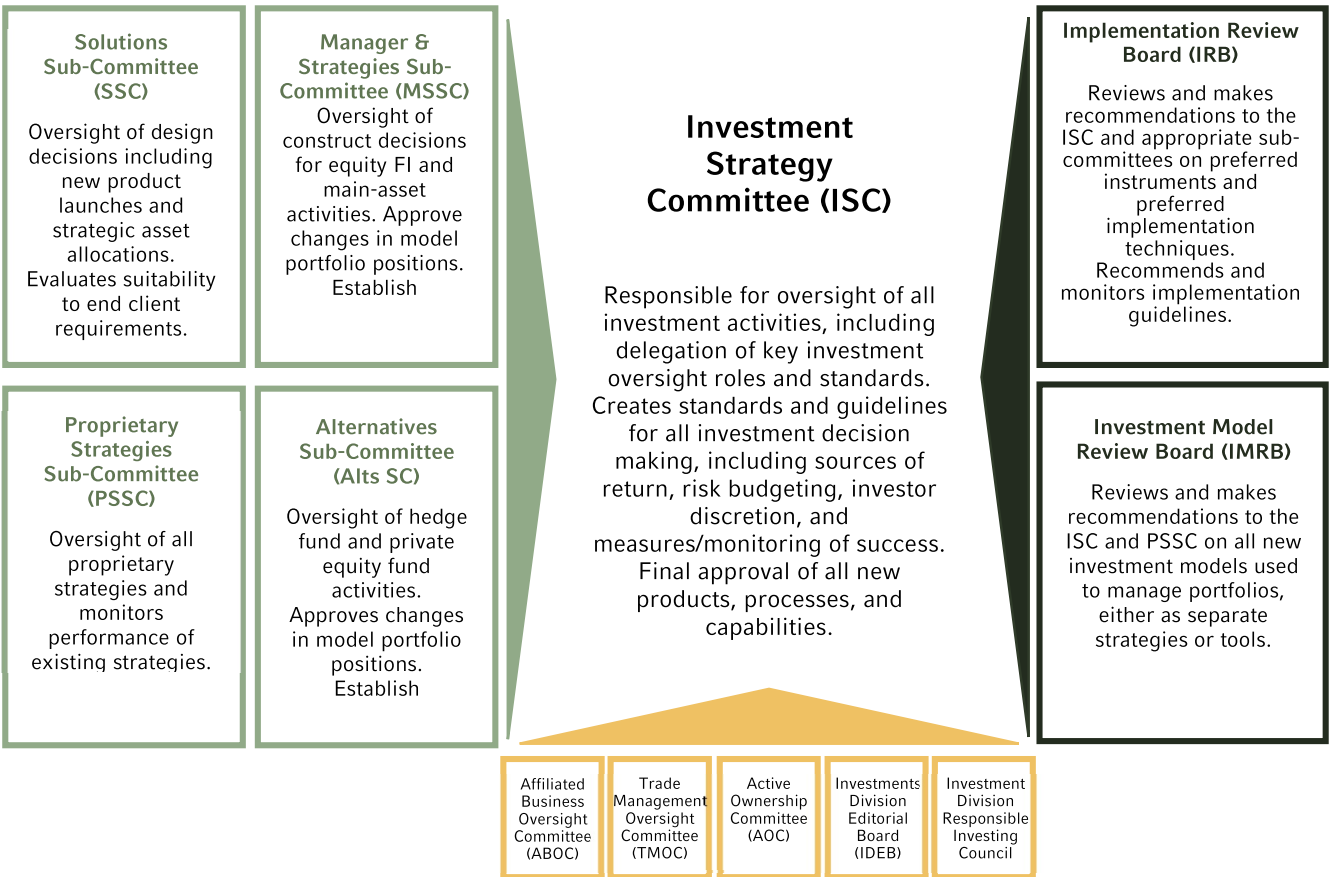 Solutions
Sub-Committee
(SSC)
Oversight of design
decisions including
new product
launches and
strategic asset
allocations.
Evaluates suitability
to end client
requirements.
Manager &
Strategies Sub-
Committee (MSSC)
Oversight of
construct decisions
for equity FI and
main-asset
activities. Approve
changes in model
portfolio positions.
Establish
Proprietary
Strategies
Sub-Committee
(PSSC)
Oversight of all
proprietary
strategies and
monitors
performance of
existing strategies.
Alternatives
Sub-Committee
(Alts SC)
Oversight of hedge
fund and private
equity fund
activities.
Approves changes
in model portfolio
positions.
Establish
Investment
Strategy
Committee (ISC)
Responsible for oversight of all
investment activities, including
delegation of key investment
oversight roles and standards.
Creates standards and guidelines
for all investment decision
making, including sources of
return, risk budgeting, investor
discretion, and
measures/monitoring of success.
Final approval of all new
products, processes, and
capabilities.
Implementation Review
Board (IRB)
Reviews and makes
recommendations to the
ISC and appropriate sub-
committees on preferred
instruments and
preferred
implementation
techniques.
Recommends and
monitors implementation
guidelines.
Investment Model
Review Board (IMRB)
Reviews and makes
recommendations to the
ISC and PSSC on all new
investment models used
to manage portfolios,
either as separate
strategies or tools.
Affiliated
Business
Oversight
Committee
(ABOC)
Trade
Management
Oversight
Committee
(TMOC)
Active
Ownership
Committee
(AOC)
Investments
Division
Editorial
Board
(IDEB)
Investment
Division
Responsible
Investing
Council